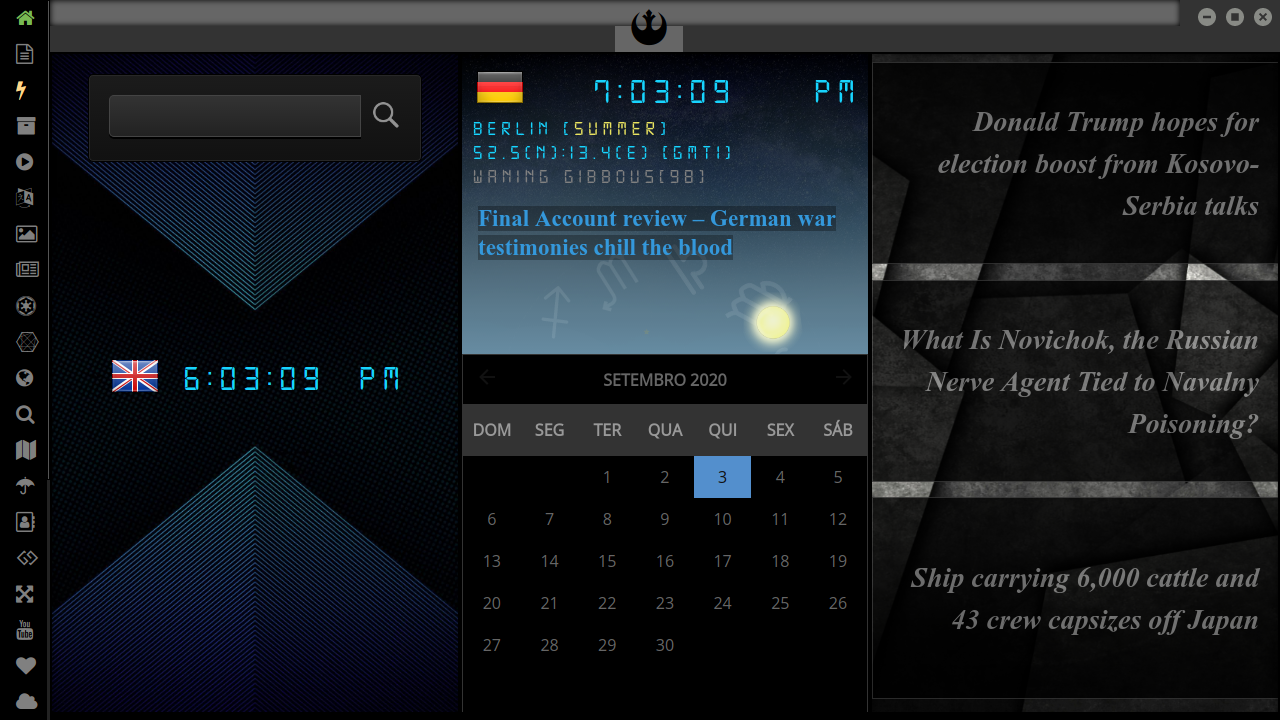 7:03:09 PM
BERLIN (SUMMER)
52.5(N):13.4(E) (GMT1)
WANING GIBBOUS(98)
Final Account review – German war
testimonies chill the blood
6:03:09 PM
SETEMBRO 2020
DOM SEG TER QUA QUI SEX SÁB
1 2 3 4 5
6 7 8 9 10 11 12
13 14 15 16 17 18 19
20 21 22 23 24 25 26
27 28 29 30
Donald Trump hopes for
election boost from Kosovo-
Serbia talks
What Is Novichok, the Russian
Nerve Agent Tied to Navalny
Poisoning?
Ship carrying 6,000 cattle and
43 crew capsizes off Japan
You
Tube